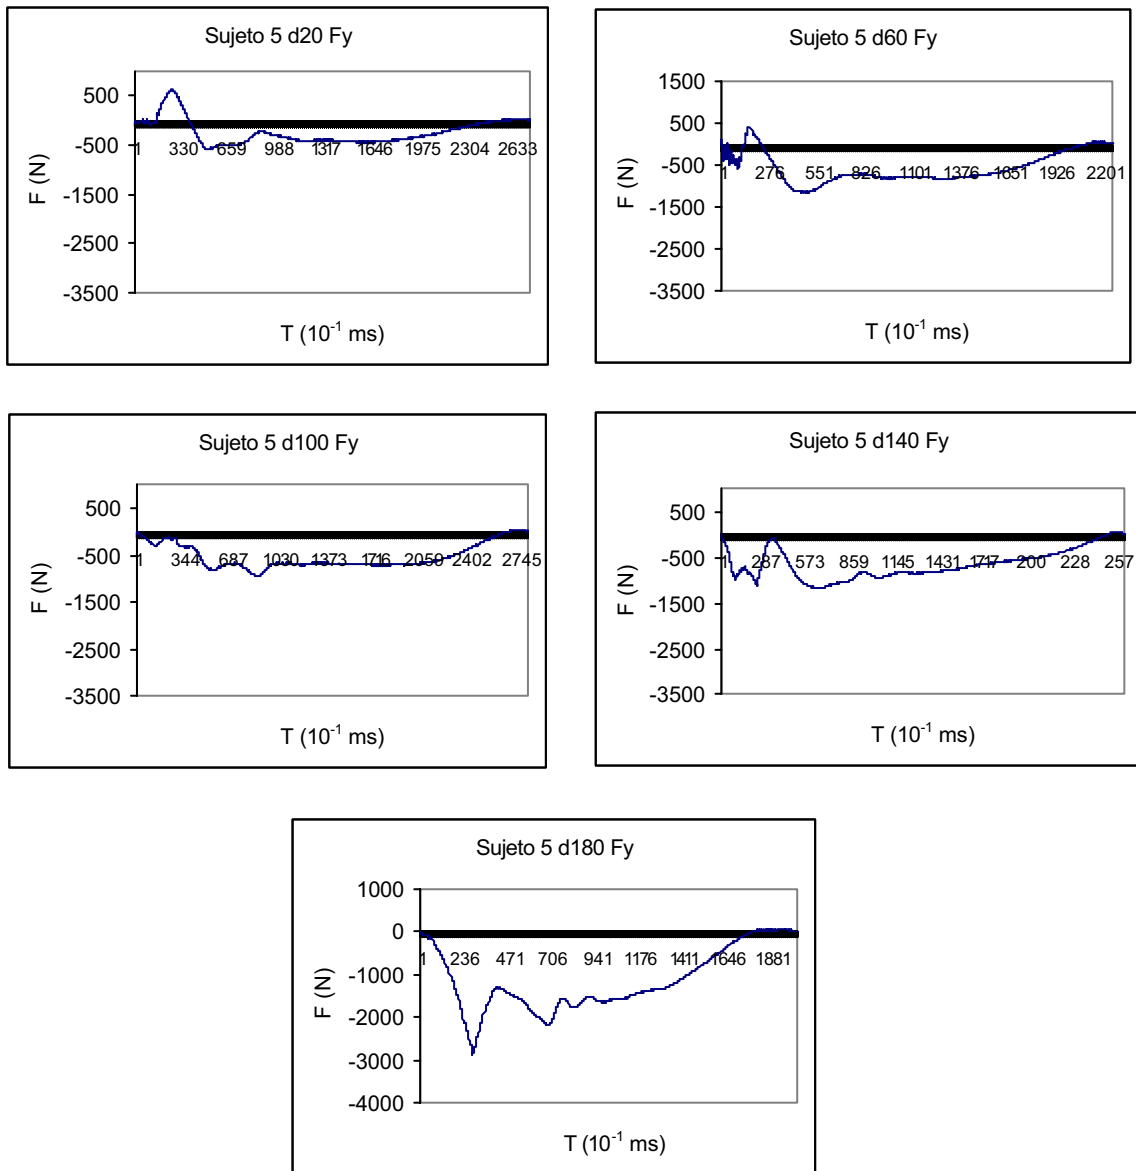 Sujeto 5 d20 Fy
500
-500
-1500
-2500
-3500
F (N)
1 330 659 988 1317 1646 1975 2304 2633
T (10⁻¹ ms)
Sujeto 5 d60 Fy
1500
500
-500
-1500
-2500
-3500
F (N)
1 276 551 826 1101 1376 1651 1926 2201
T (10⁻¹ ms)
Sujeto 5 d100 Fy
500
-500
-1500
-2500
-3500
F (N)
1 344 687 1030 1373 1716 2059 2402 2745
T (10⁻¹ ms)
Sujeto 5 d140 Fy
500
-500
-1500
-2500
-3500
F (N)
1 287 573 859 1145 1431 1717 200 228 257
T (10⁻¹ ms)
Sujeto 5 d180 Fy
1000
0
-1000
-2000
-3000
-4000
F (N)
1 236 471 706 941 1176 1411 1646 1881
T (10⁻¹ ms)